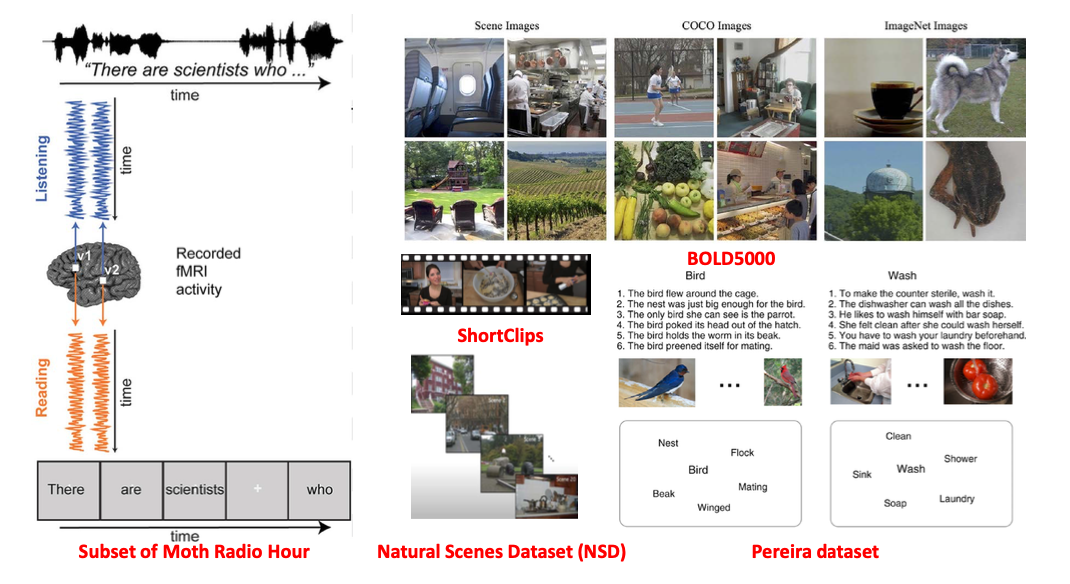 “There are scientists who ...”
time
Listening
time
v1
v2
Recorded
fMRI
activity
Reading
time
There
are
scientists
+
who
time
Subset of Moth Radio Hour
Scene Images
COCO Images
ImageNet Images
BOLD5000
ShortClips
Scene 20
Natural Scenes Dataset (NSD)
Bird
1. The bird flew around the cage.
2. The nest was just big enough for the bird.
3. The only bird she can see is the parrot.
4. The bird poked its head out of the hatch.
5. The bird holds the worm in its beak.
6. The bird preened itself for mating.
...
Nest
Flock
Bird
Beak
Mating
Winged
Wash
1. To make the counter sterile, wash it.
2. The dishwasher can wash all the dishes.
3. He likes to wash himself with bar soap.
4. She felt clean after she could wash herself.
5. You have to wash your laundry beforehand.
6. The maid was asked to wash the floor.
...
Clean
Shower
Sink
Wash
Soap
Laundry
Pereira dataset